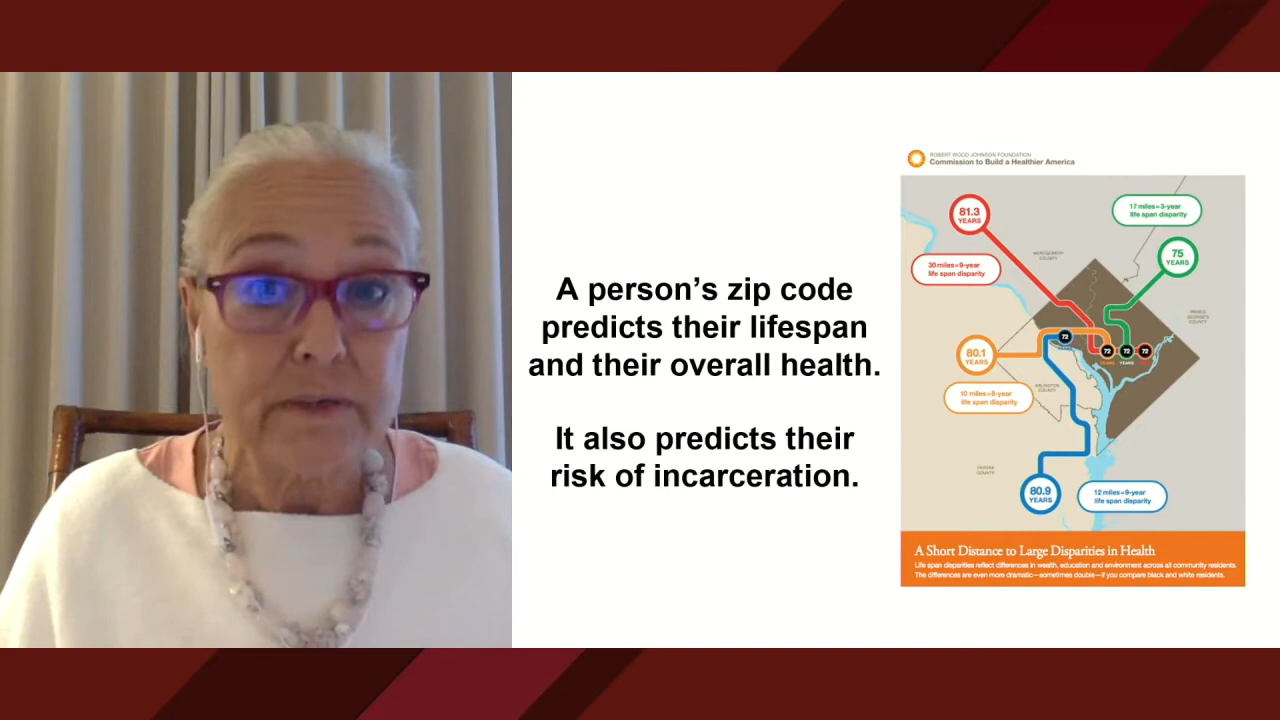 A person's zip code
predicts their lifespan
and their overall health.
It also predicts their
risk of incarceration.
ROBERT WOOD JOHNSON FOUNDATION
Commission to Build a Healthier America
81.3
YEARS
17 miles=3-year
life span disparity
MONTGOMERY
COUNTY
75
YEARS
30 miles=9-year
life span disparity
PRINCE
GEORGE'S
COUNTY
72
72
72
72
YEARS
80.1
YEARS
ARLINGTON
COUNTY
10 miles=8-year
life span disparity
FAIRFAX
COUNTY
80.9
YEARS
12 miles=9-year
life span disparity
A Short Distance to Large Disparities in Health
Life span disparities reflect differences in wealth, education and environment across all community residents.
The differences are even more dramatic—sometimes double—if you compare black and white residents.